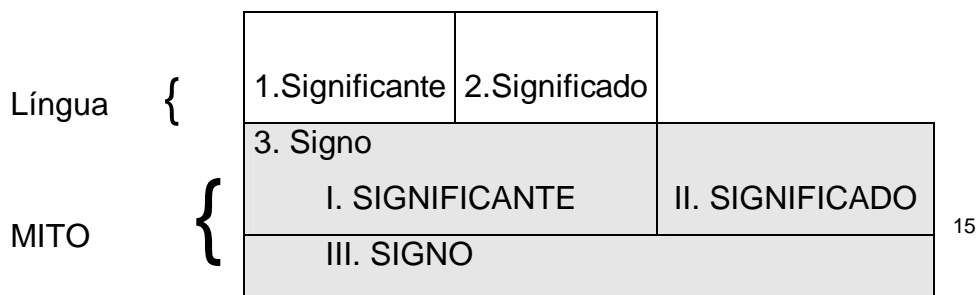 1.Significante 2.Significado
Língua {
3. Signo
I. SIGNIFICANTE II. SIGNIFICADO
MITO { 15
III. SIGNO